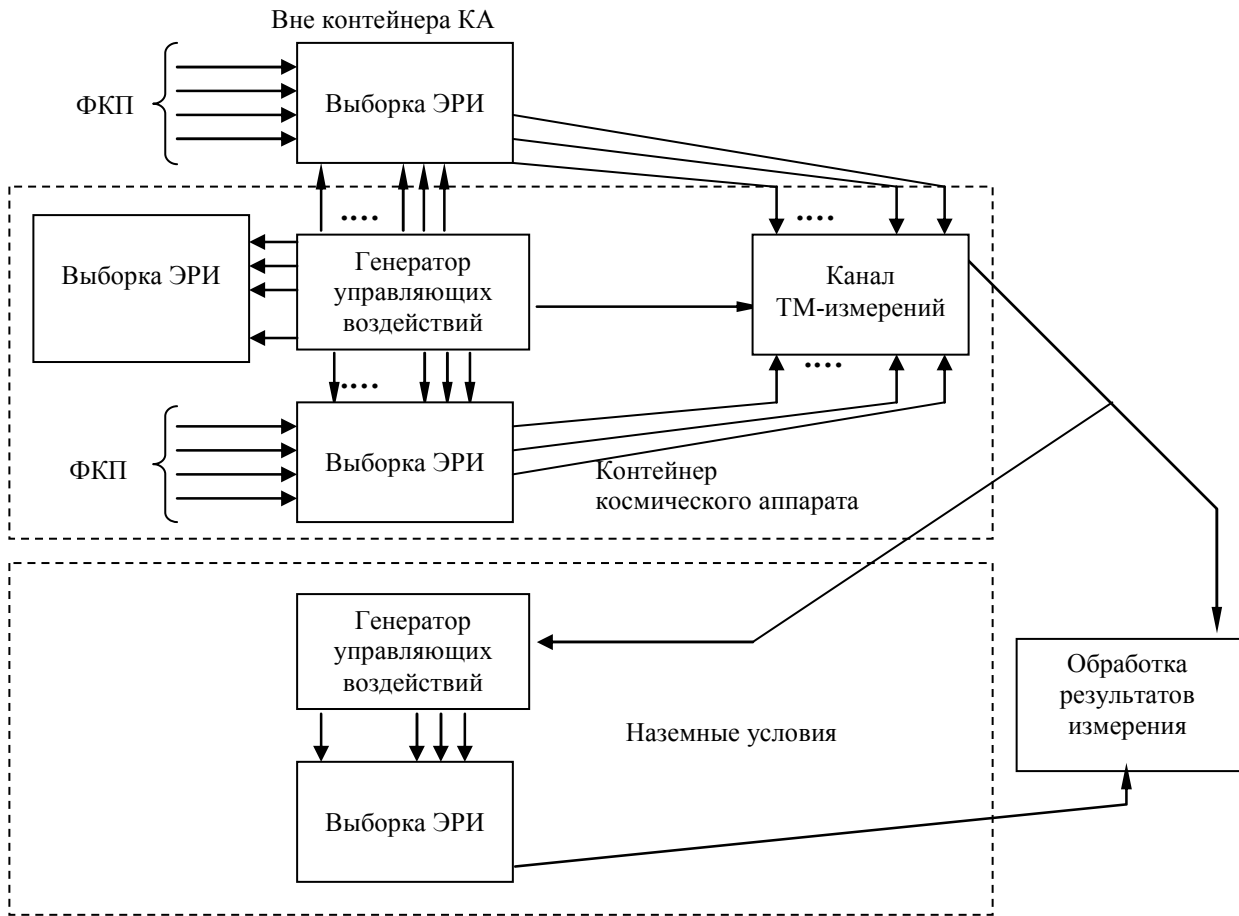 Вне контейнера КА
ФКП
Выборка ЭРИ
....
....
Выборка ЭРИ
Генератор
управляющих
воздействий
Канал
ТМ-измерений
....
....
ФКП
Выборка ЭРИ
Контейнер
космического аппарата
Генератор
управляющих
воздействий
Наземные условия
Обработка
результатов
измерения
Выборка ЭРИ